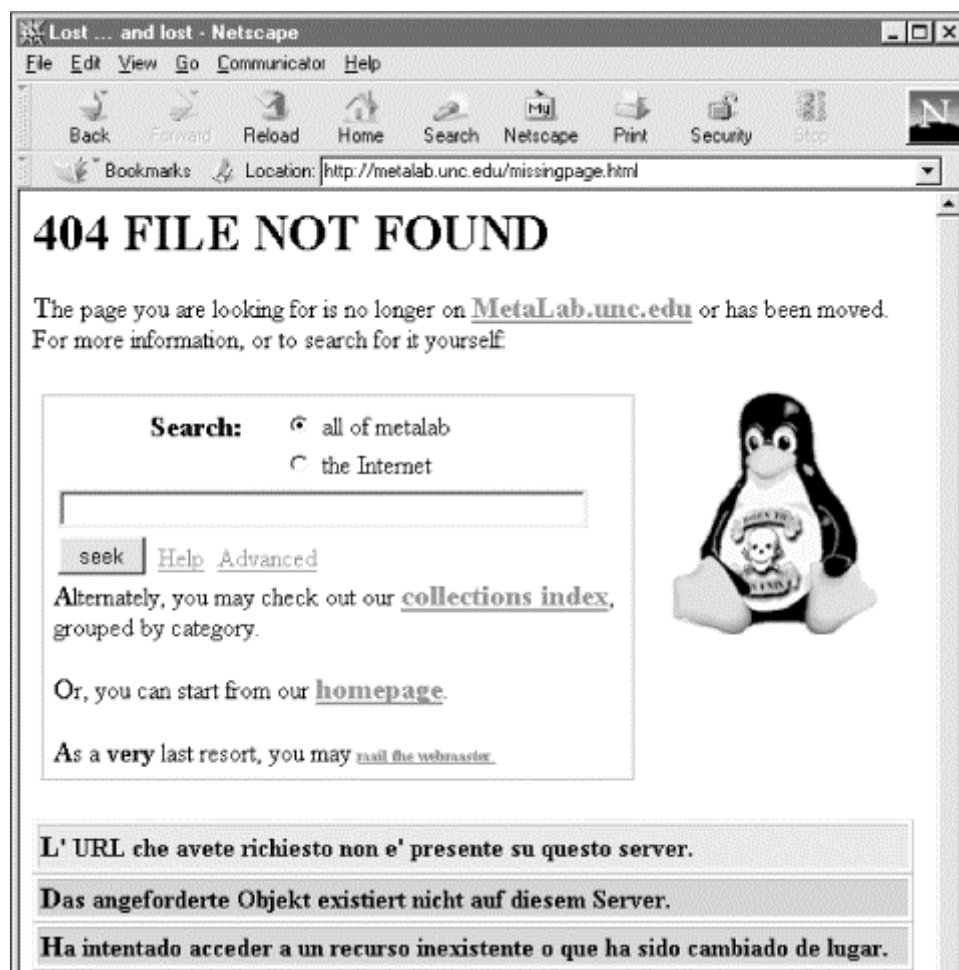 Lost ... and lost - Netscape
File Edit View Go Communicator Help
My
N
Back Forward Reload Home Search Netscape Print Security Stop
Bookmarks Location: http://metalab.unc.edu/missingpage.html
404 FILE NOT FOUND
The page you are looking for is no longer on MetaLab.unc.edu or has been moved.
For more information, or to search for it yourself:
Search: all of metalab
the Internet
seek Help Advanced
Alternately, you may check out our collections index,
grouped by category.
Or, you can start from our homepage.
As a very last resort, you may mail the webmaster.
L' URL che avete richiesto non e' presente su questo server.
Das angeforderte Objekt existiert nicht auf diesem Server.
Ha intentado acceder a un recurso inexistente o que ha sido cambiado de lugar.